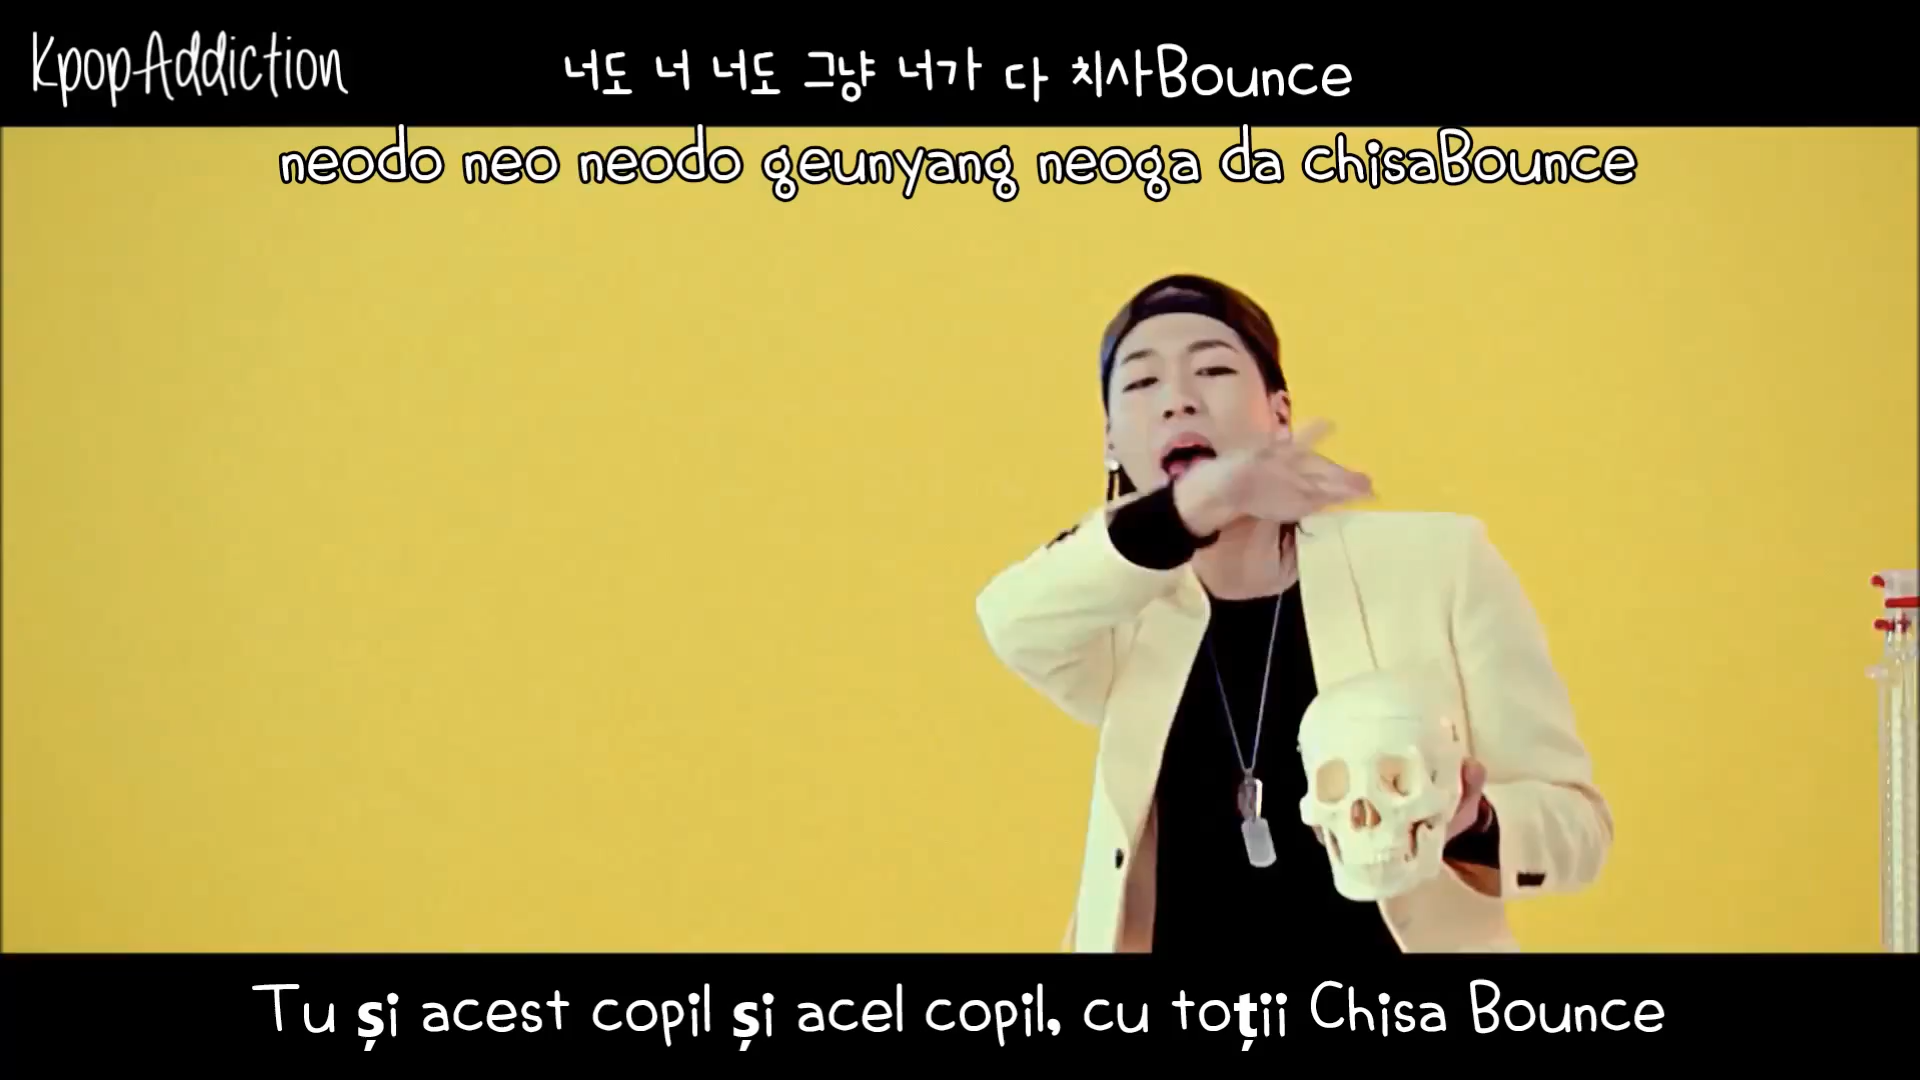 KpopAddiction
너도 너 너도 그냥 너가 다 치사Bounce
neodo neo neodo geunyang neoga da chisaBounce
Tu și acest copil și acel copil, cu toții Chisa Bounce